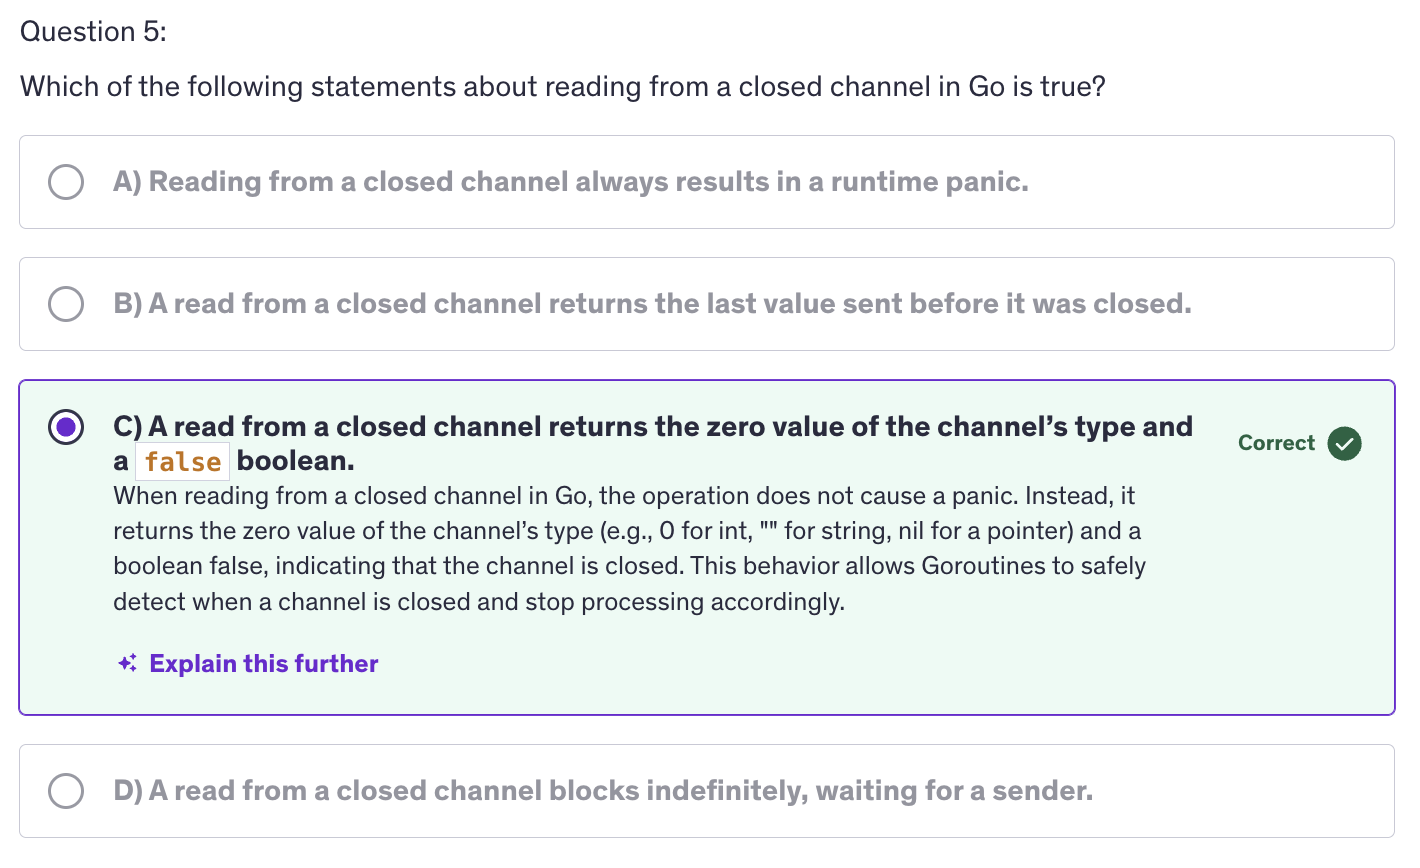 Question 5:
Which of the following statements about reading from a closed channel in Go is true?
A) Reading from a closed channel always results in a runtime panic.
B) A read from a closed channel returns the last value sent before it was closed.
C) A read from a closed channel returns the zero value of the channel’s type and
a false boolean.
Correct
When reading from a closed channel in Go, the operation does not cause a panic. Instead, it
returns the zero value of the channel’s type (e.g., 0 for int, "" for string, nil for a pointer) and a
boolean false, indicating that the channel is closed. This behavior allows Goroutines to safely
detect when a channel is closed and stop processing accordingly.
Explain this further
D) A read from a closed channel blocks indefinitely, waiting for a sender.